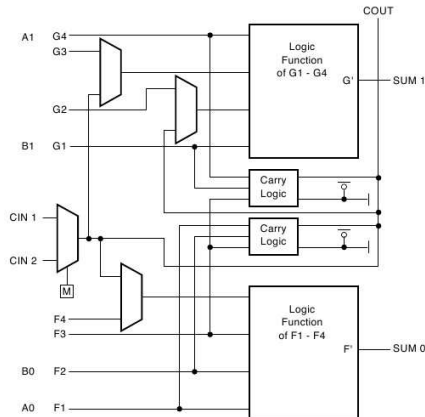 COUT
A1 G4
G3
Logic
Function
of G1 - G4
G'
SUM 1
G2
B1 G1
Carry
Logic
CIN 1
Carry
Logic
CIN 2
M
F4
F3
Logic
Function
of F1 - F4
F'
SUM 0
B0 F2
A0 F1